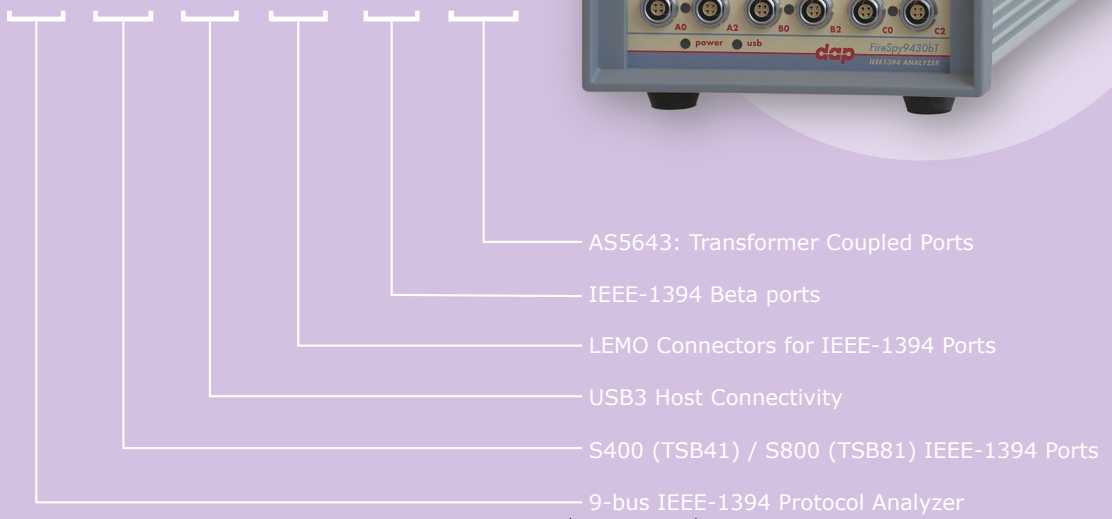 A0 A2 B0 B2 C0 C2
power usb
dap
FireSpy9430bT
IEEE1394 ANALYZER
AS5643: Transformer Coupled Ports
IEEE-1394 Beta ports
LEMO Connectors for IEEE-1394 Ports
USB3 Host Connectivity
S400 (TSB41) / S800 (TSB81) IEEE-1394 Ports
9-bus IEEE-1394 Protocol Analyzer